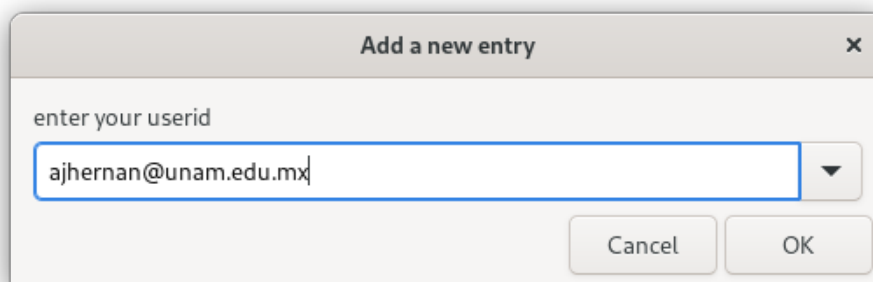 Add a new entry
enter your userid
ajhernan@unam.edu.mx
Cancel OK